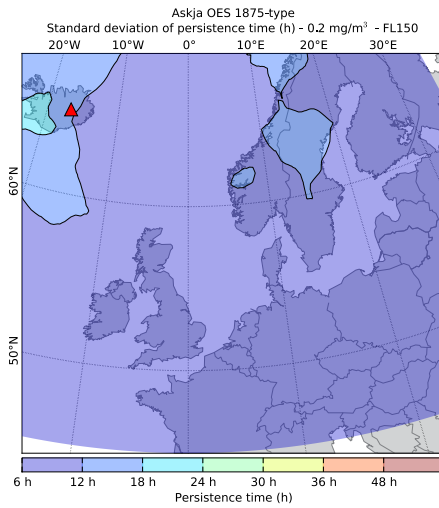 Askja OES 1875-type
Standard deviation of persistence time (h) - 0.2 mg/m³ - FL150
20°W 10°W 0° 10°E 20°E 30°E
60°N
50°N
6 h 12 h 18 h 24 h 30 h 36 h 48 h
Persistence time (h)